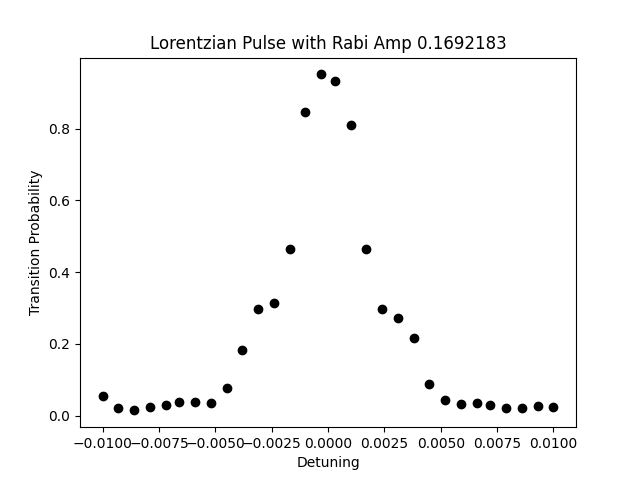 Lorentzian Pulse with Rabi Amp 0.1692183
Transition Probability
0.8
0.6
0.4
0.2
0.0
−0.0100 −0.0075 −0.0050 −0.0025 0.0000 0.0025 0.0050 0.0075 0.0100
Detuning